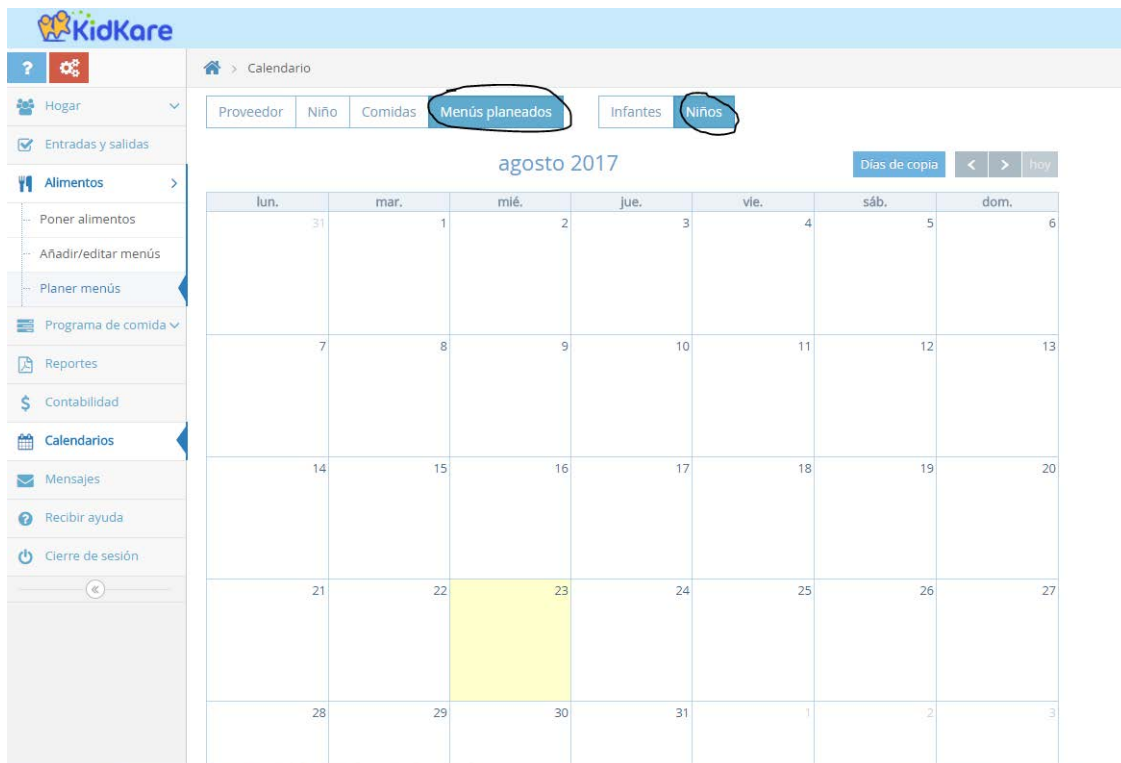 KidKare
?
Calendario
Hogar
Entradas y salidas
Alimentos
Poner alimentos
Añadir/editar menús
Planer menús
Programa de comida
Reportes
Contabilidad
Calendarios
Mensajes
Recibir ayuda
Cierre de sesión
Proveedor Niño Comidas Menús planeados Infantes Niños
agosto 2017
Días de copia < > hoy
lun. mar. mié. jue. vie. sáb. dom.
31 1 2 3 4 5 6
7 8 9 10 11 12 13
14 15 16 17 18 19 20
21 22 23 24 25 26 27
28 29 30 31 1 2 3